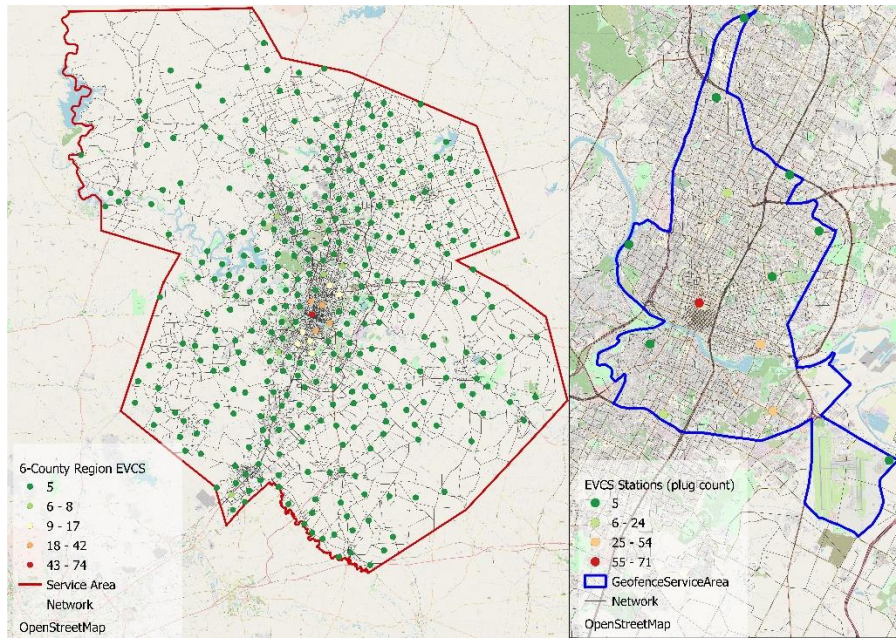 6-County Region EVCS
5
6 - 8
9 - 17
18 - 42
43 - 74
Service Area
Network
OpenStreetMap
EVCS Stations (plug count)
5
6 - 24
25 - 54
55 - 71
GeofenceServiceArea
Network
OpenStreetMap